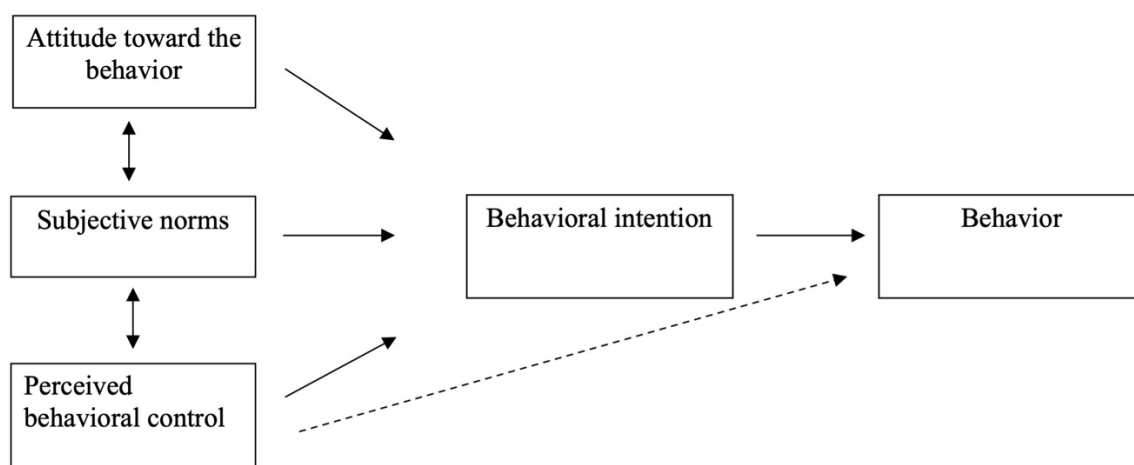 Attitude toward the
behavior
Subjective norms
Behavioral intention
Behavior
Perceived
behavioral control